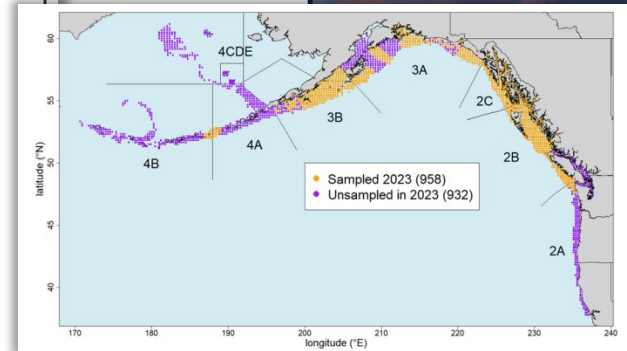 60
55
50
45
40
latitude (°N)
4CDE
3A
2C
3B
4A
4B
2B
2A
Sampled 2023 (958)
Unsampled in 2023 (932)
170
180
190
200
210
220
230
240
longitude (°E)